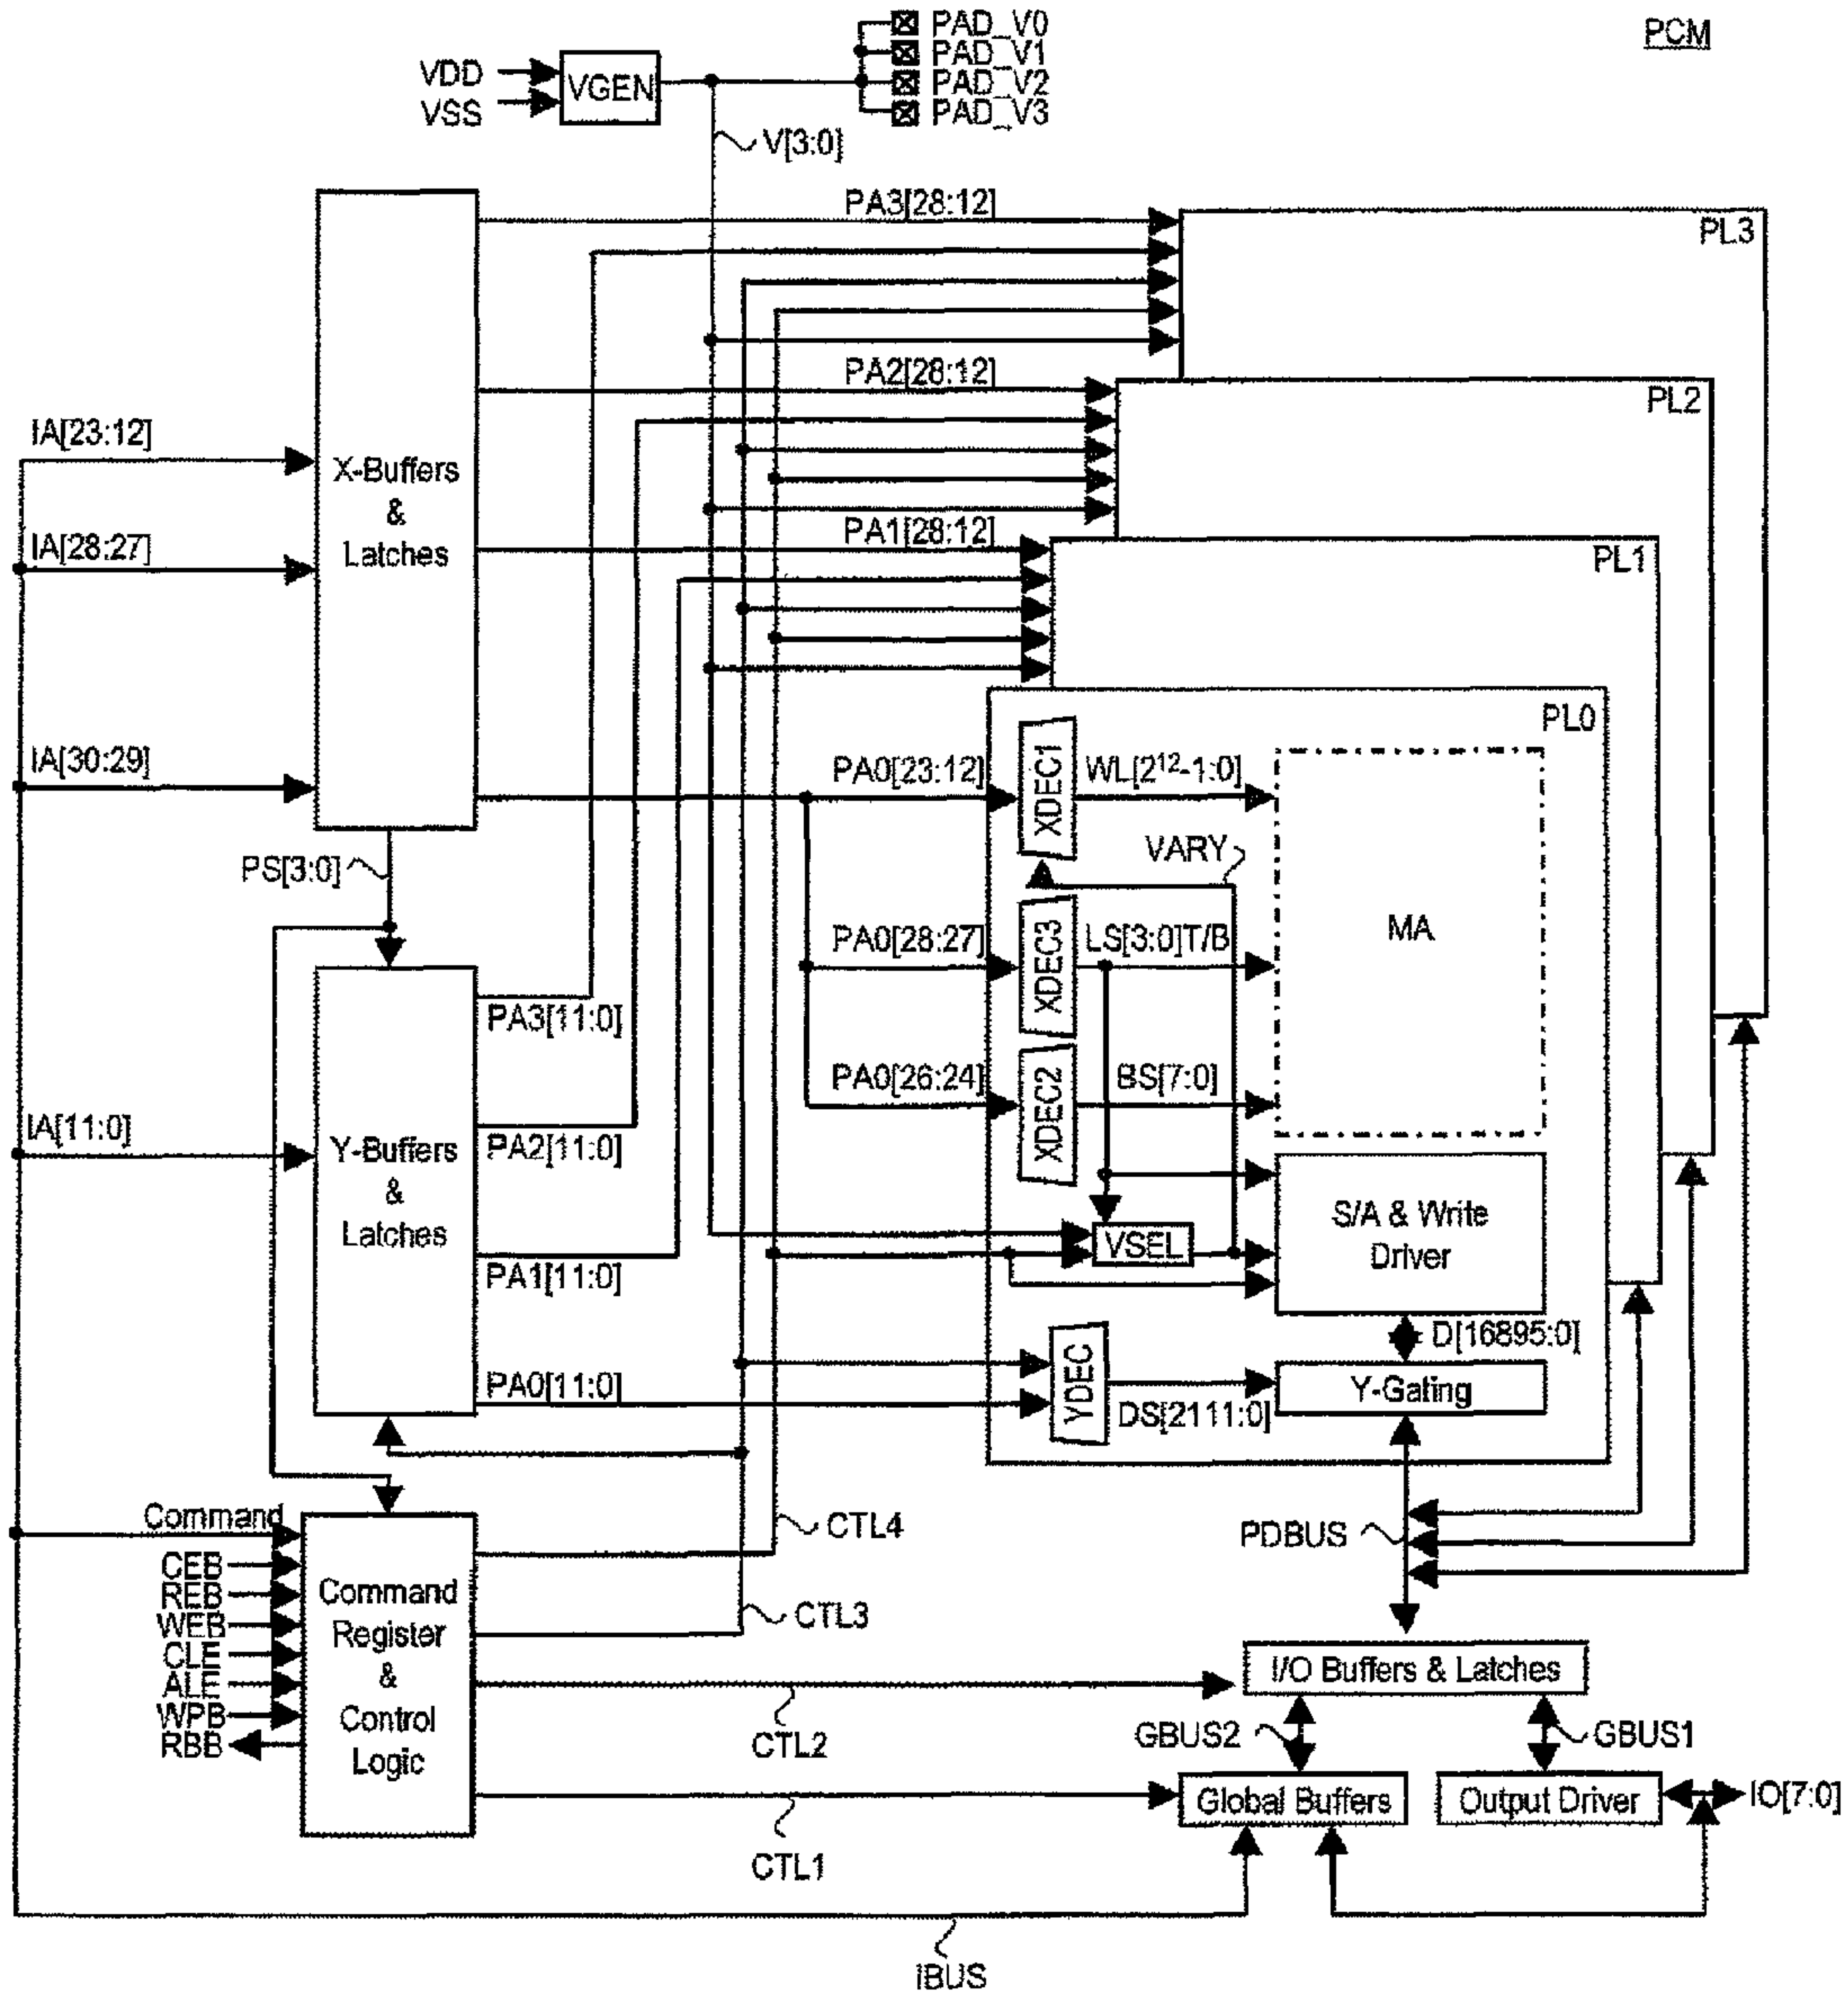 PCM
PAD_V0
PAD_V1
PAD_V2
PAD_V3
VDD
VSS
VGEN
V[3:0]
PA3[28:12]
PL3
PA2[28:12]
PL2
IA[23:12]
X-Buffers
&
Latches
IA[28:27]
PA1[28:12]
PL1
IA[30:29]
PL0
PA0[23:12]
XDEC1
WL[2¹²-1:0]
VARY
MA
PS[3:0]
PA0[28:27]
XDEC3
LS[3:0]T/B
PA3[11:0]
PA0[26:24]
XDEC2
BS[7:0]
IA[11:0]
Y-Buffers
&
Latches
PA2[11:0]
S/A & Write
Driver
VSEL
PA1[11:0]
D[16895:0]
PA0[11:0]
YDEC
DS[2111:0]
Y-Gating
Command
CEB
REB
WEB
CLE
ALE
WPB
RBB
Command
Register
&
Control
Logic
CTL4
CTL3
PDBUS
CTL2
I/O Buffers & Latches
GBUS2
GBUS1
CTL1
Global Buffers
Output Driver
IO[7:0]
IBUS